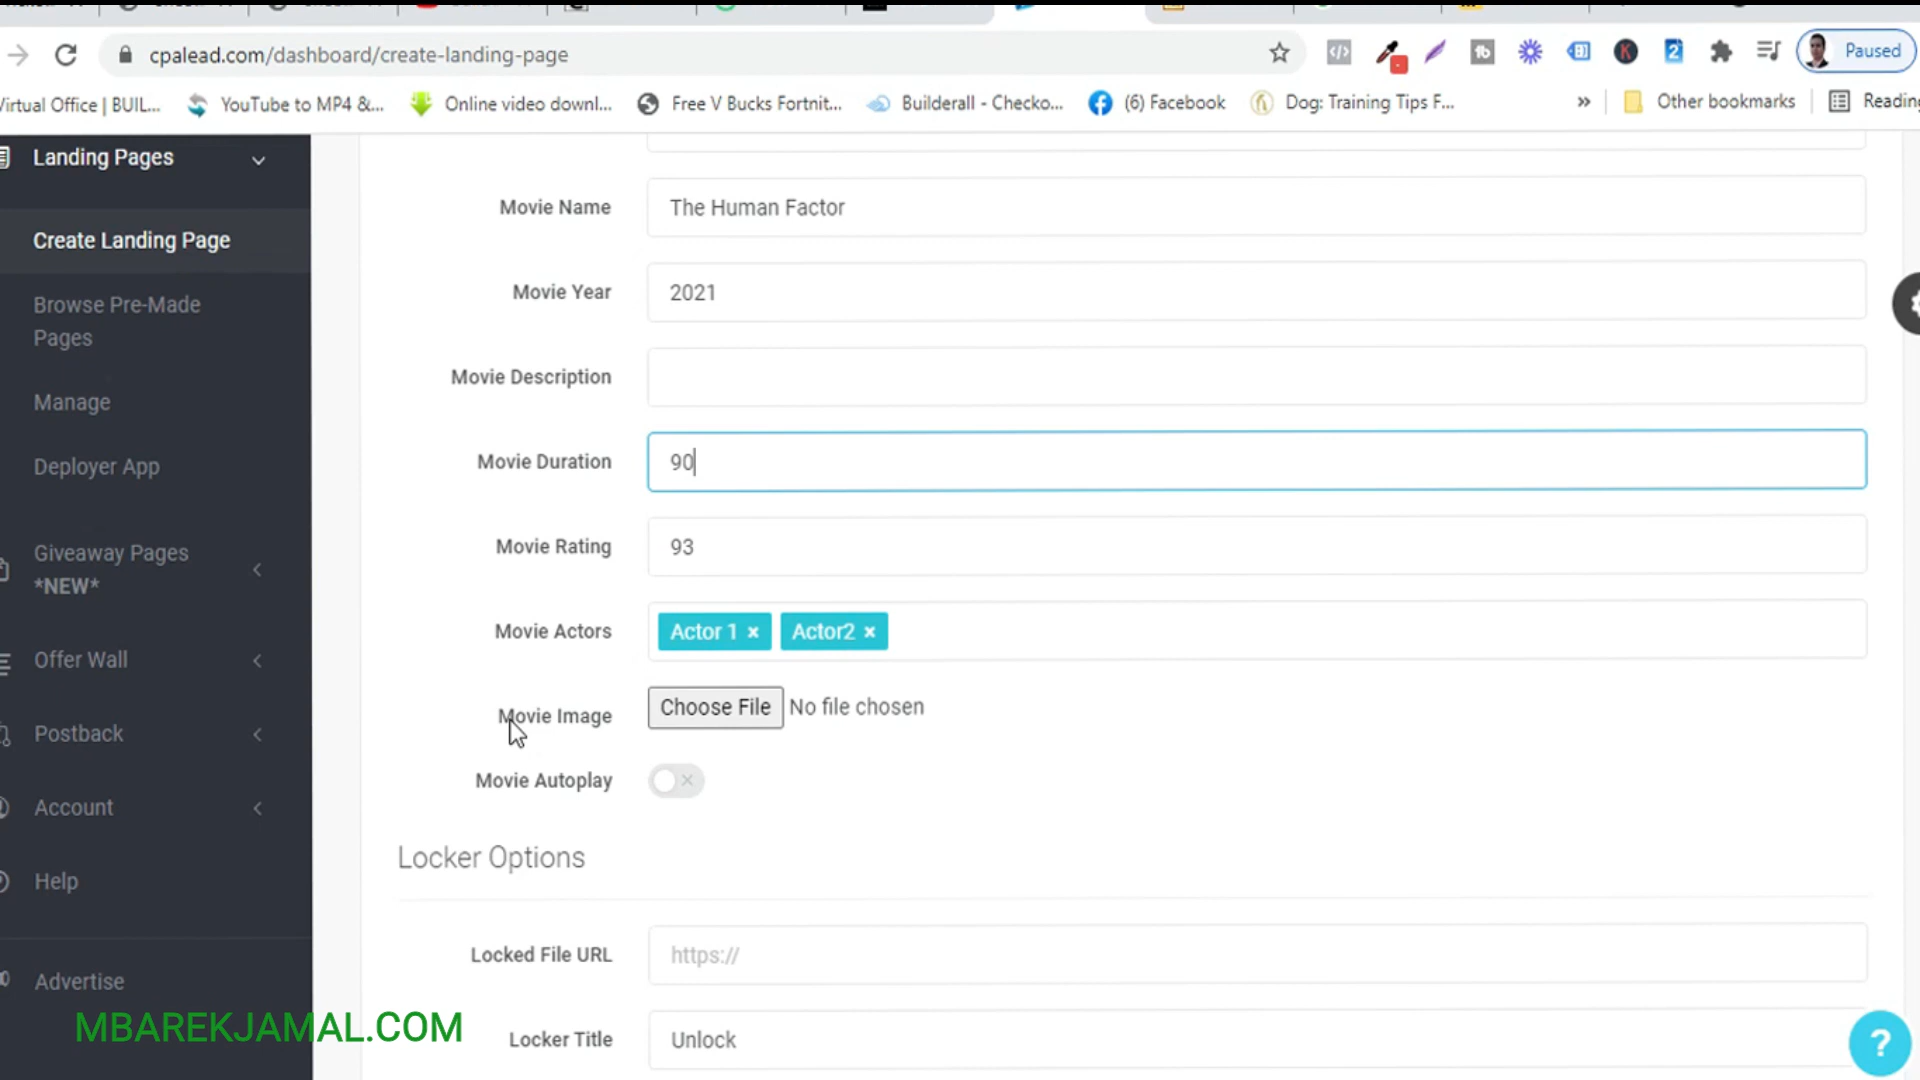 cpalead.com/dashboard/create-landing-page
Paused
Virtual Office | BUIL...
YouTube to MP4 &...
Online video downl...
Free V Bucks Fortnit...
Builderall - Checko...
(6) Facebook
Dog: Training Tips F...
»
Other bookmarks
Reading
Landing Pages
Create Landing Page
Browse Pre-Made
Pages
Manage
Deployer App
Giveaway Pages
*NEW*
Offer Wall
Postback
Account
Help
Advertise
MBAREKJAMAL.COM
Movie Name
The Human Factor
Movie Year
2021
Movie Description
Movie Duration
90
Movie Rating
93
Movie Actors
Actor 1 ×
Actor2 ×
Movie Image
Choose File
No file chosen
Movie Autoplay
Locker Options
Locked File URL
https://
Locker Title
Unlock
?